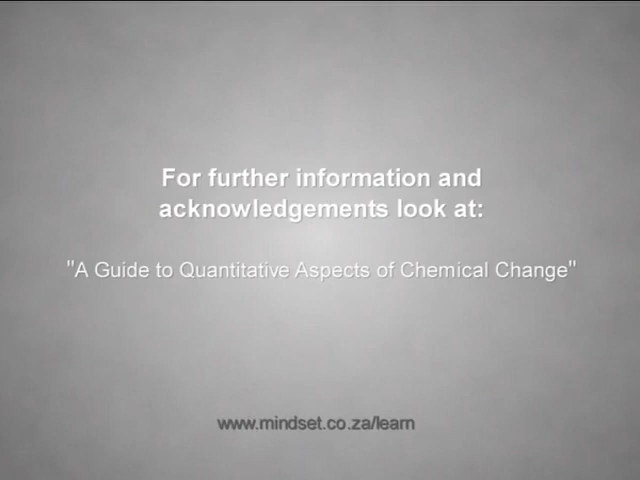 For further information and
acknowledgements look at:
"A Guide to Quantitative Aspects of Chemical Change"
www.mindset.co.za/learn